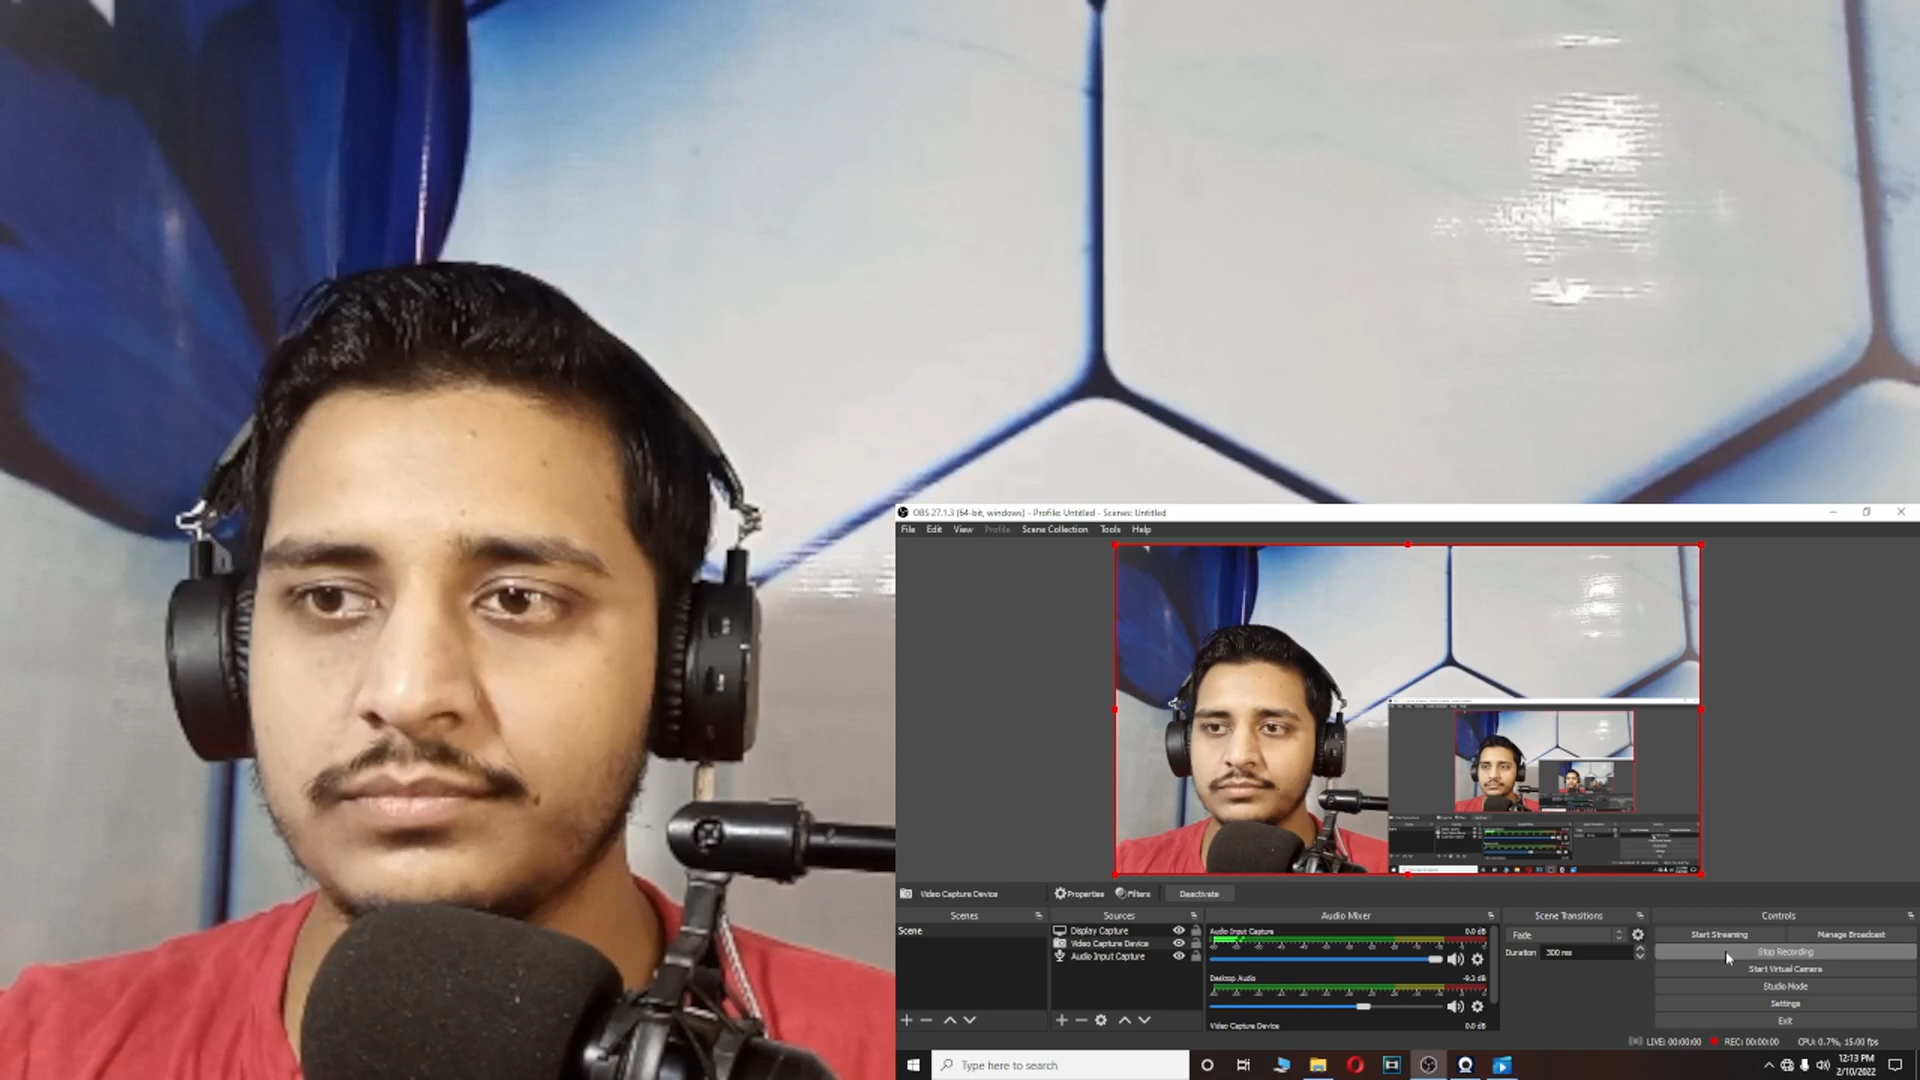 OBS 27.1.3 (64-bit, windows) - Profile: Untitled - Scenes: Untitled
File Edit View Profile Scene Collection Tools Help
Video Capture Device Properties Filters Deactivate
Scenes Sources Audio Mixer Scene Transitions Controls
Scene
Display Capture
Video Capture Device
Audio Input Capture
Audio Input Capture 0.0 dB
Desktop Audio -9.3 dB
Video Capture Device 0.0 dB
Fade
Duration 300 ms
Start Streaming Manage Broadcast
Stop Recording
Start Virtual Camera
Studio Mode
Settings
Exit
LIVE: 00:00:00 REC: 00:00:00 CPU: 0.7%, 15.00 fps
Type here to search
12:13 PM
2/10/2022